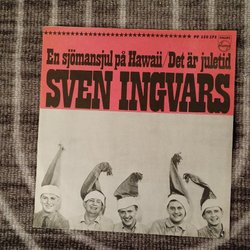 En sjömansjul på Hawaii/Det är juletid
SVEN INGVARS